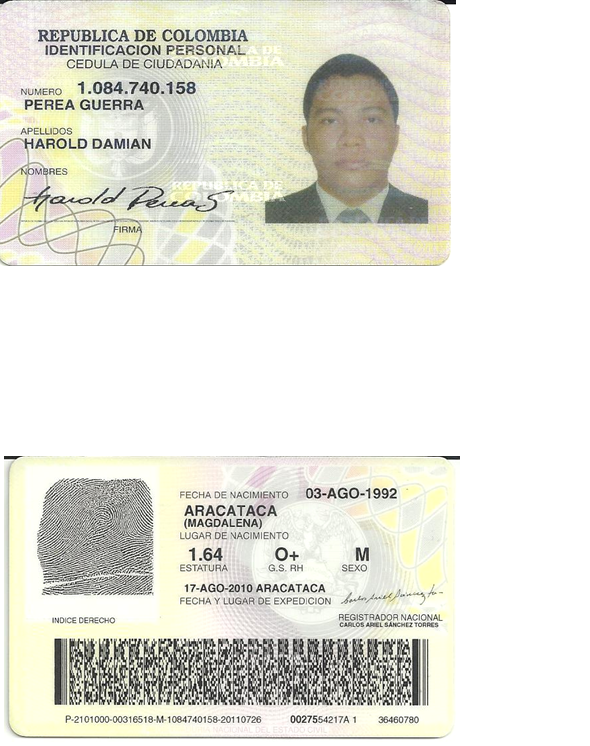 REPUBLICA DE COLOMBIA
IDENTIFICACION PERSONAL
CEDULA DE CIUDADANIA
NUMERO 1.084.740.158
PEREA GUERRA
APELLIDOS
HAROLD DAMIAN
NOMBRES
REPUBLICA DE
COLOMBIA
Harold Perea G
FIRMA
FECHA DE NACIMIENTO 03-AGO-1992
ARACATACA
(MAGDALENA)
LUGAR DE NACIMIENTO
1.64 O+ M
ESTATURA G.S. RH SEXO
17-AGO-2010 ARACATACA
FECHA Y LUGAR DE EXPEDICION
INDICE DERECHO
REGISTRADOR NACIONAL
CARLOS ARIEL SÁNCHEZ TORRES
P-2101000-00316518-M-1084740158-20110726 0027554217A 1 36460780